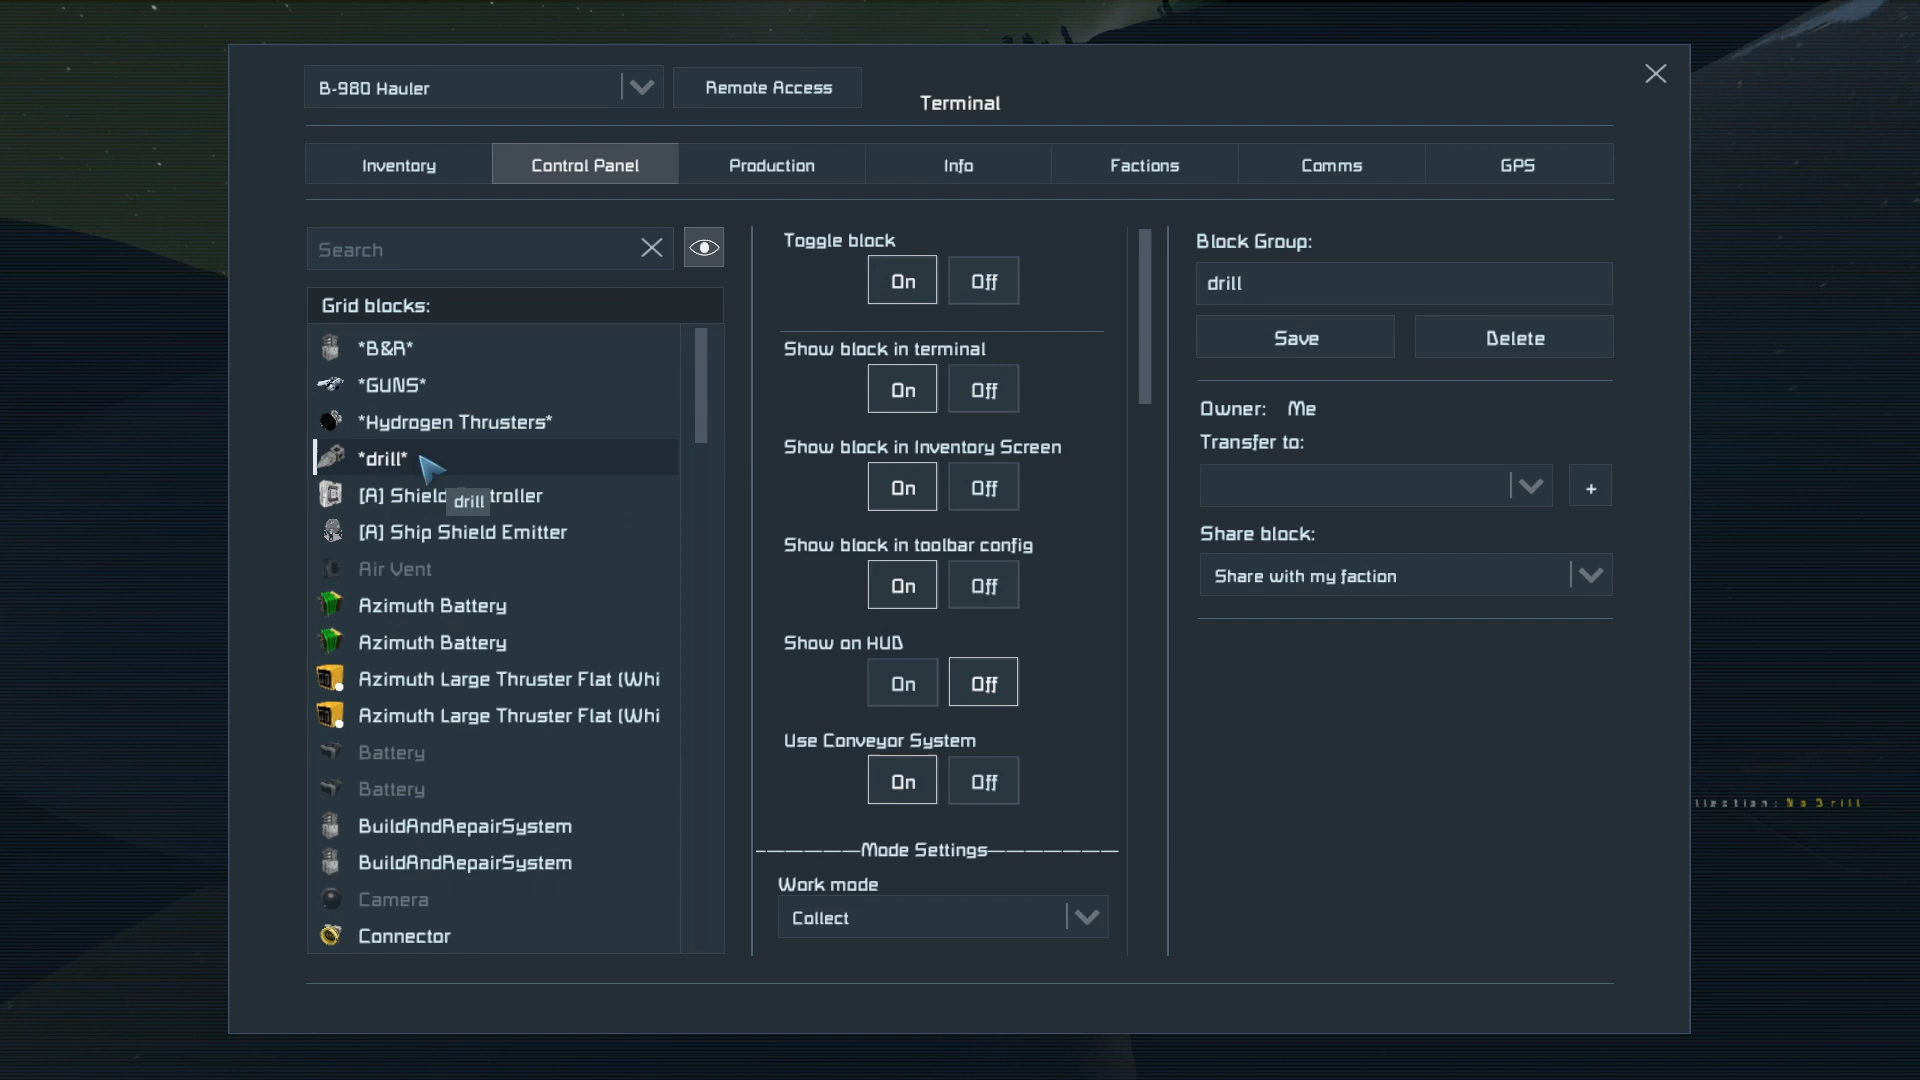 B-980 Hauler
Remote Access
Terminal
Inventory
Control Panel
Production
Info
Factions
Comms
GPS
Search
Grid blocks:
*B&R*
*GUNS*
*Hydrogen Thrusters*
*drill*
[A] Shield troller
drill
[A] Ship Shield Emitter
Air Vent
Azimuth Battery
Azimuth Battery
Azimuth Large Thruster Flat (Whi
Azimuth Large Thruster Flat (Whi
Battery
Battery
BuildAndRepairSystem
BuildAndRepairSystem
Camera
Connector
Toggle block
On Off
Show block in terminal
On Off
Show block in Inventory Screen
On Off
Show block in toolbar config
On Off
Show on HUD
On Off
Use Conveyor System
On Off
Mode Settings
Work mode
Collect
Block Group:
drill
Save Delete
Owner: Me
Transfer to:
+
Share block:
Share with my faction
llection: No Drill